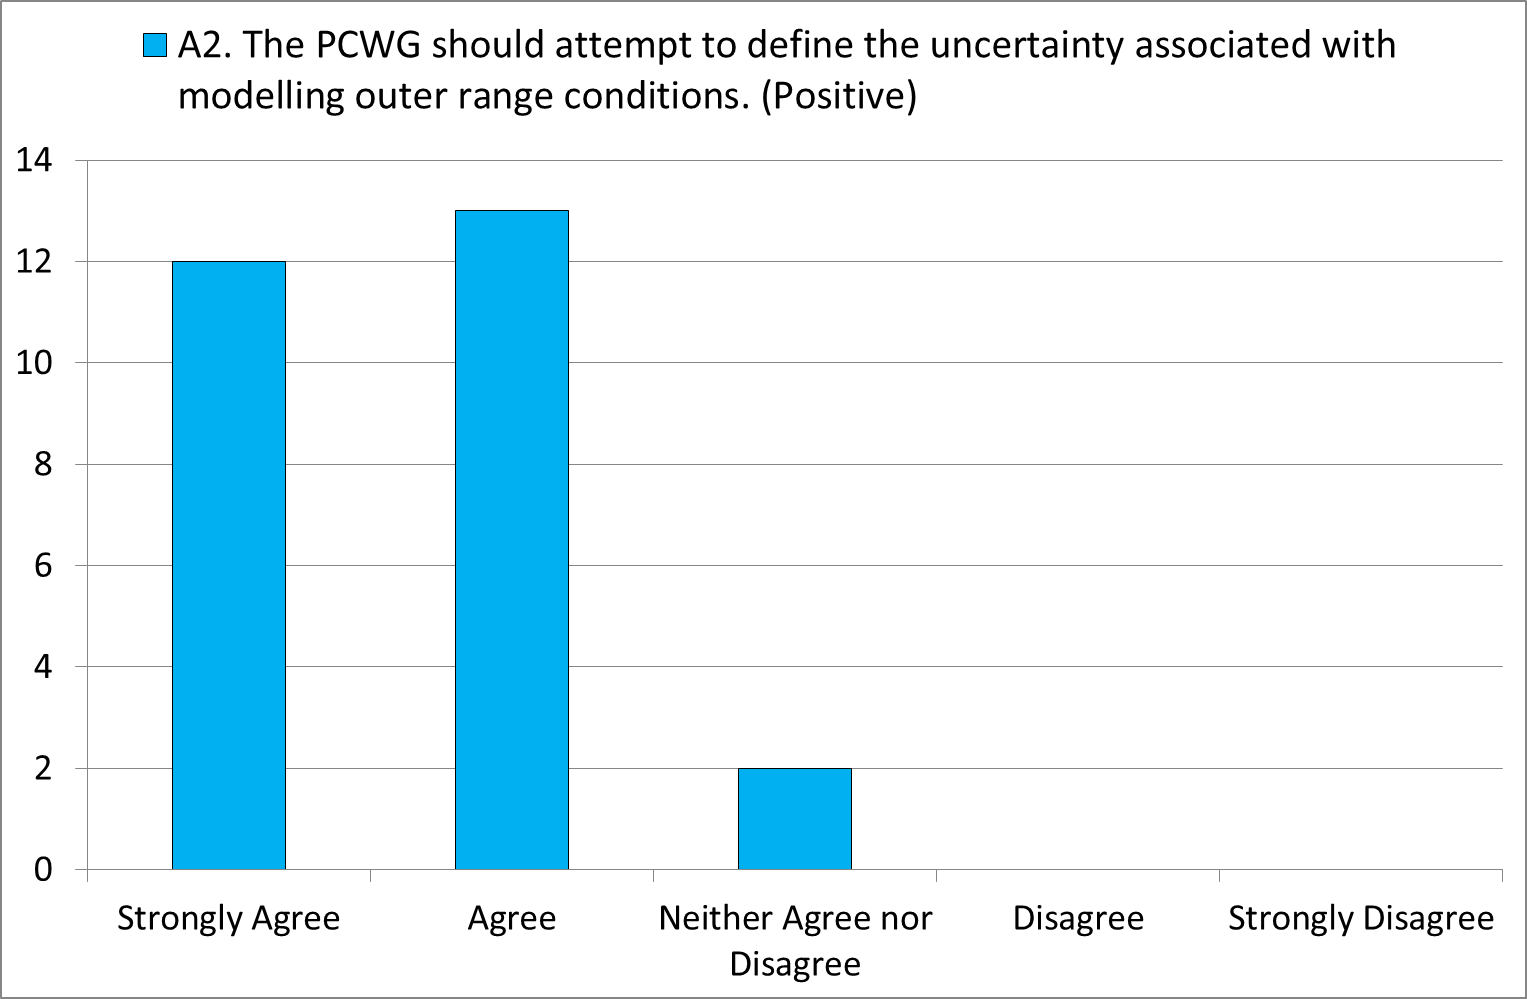 A2. The PCWG should attempt to define the uncertainty associated with
modelling outer range conditions. (Positive)
14
12
10
8
6
4
2
0
Strongly Agree
Agree
Neither Agree nor
Disagree
Disagree
Strongly Disagree